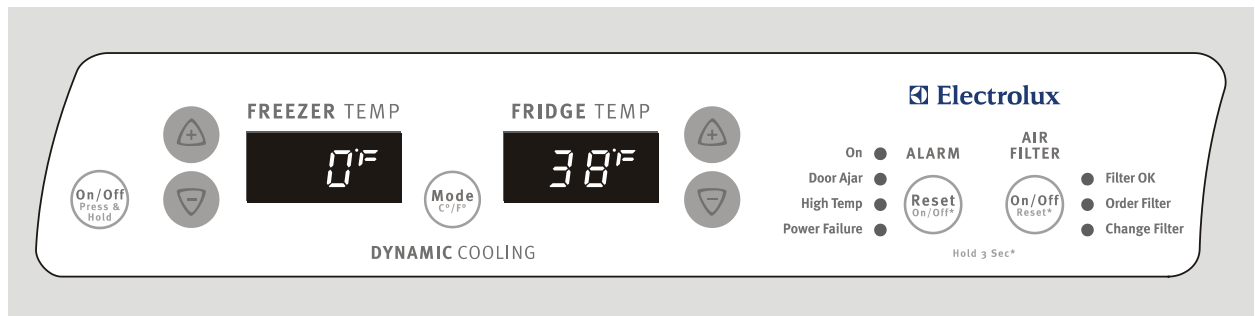 Electrolux
FREEZER TEMP
FRIDGE TEMP
0°F
38°F
On/Off
Press &
Hold
Mode
C°/F°
DYNAMIC COOLING
On
Door Ajar
High Temp
Power Failure
ALARM
Reset
On/Off*
AIR
FILTER
On/Off
Reset*
Filter OK
Order Filter
Change Filter
Hold 3 Sec*